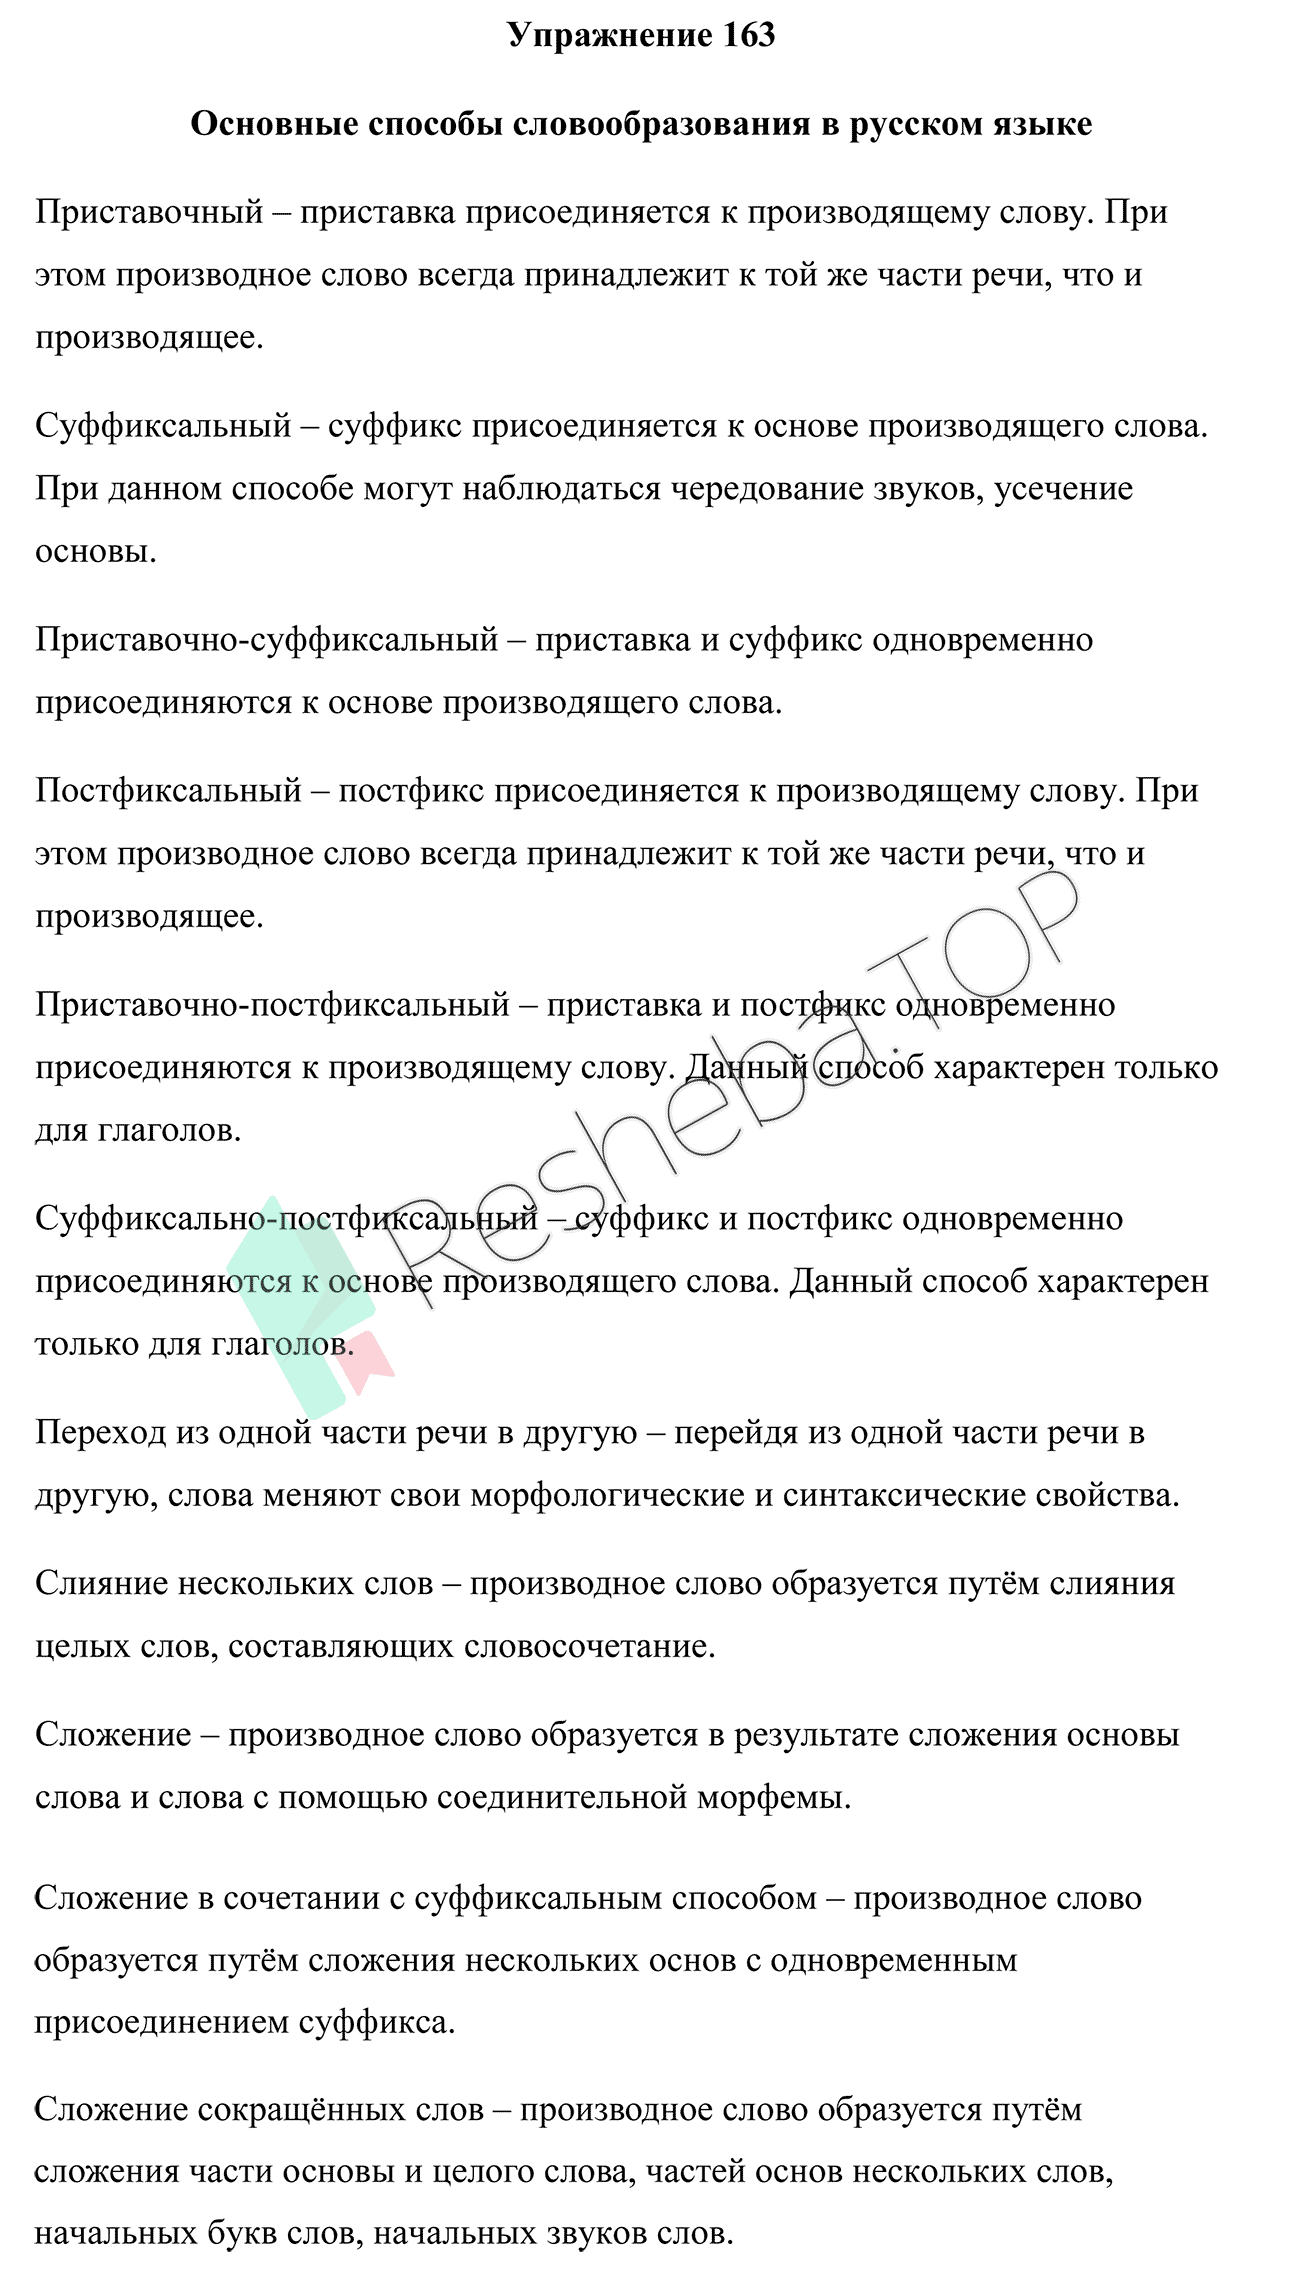 Упражнение 163
Основные способы словообразования в русском языке
Приставочный – приставка присоединяется к производящему слову. При
этом производное слово всегда принадлежит к той же части речи, что и
производящее.
Суффиксальный – суффикс присоединяется к основе производящего слова.
При данном способе могут наблюдаться чередование звуков, усечение
основы.
Приставочно-суффиксальный – приставка и суффикс одновременно
присоединяются к основе производящего слова.
Постфиксальный – постфикс присоединяется к производящему слову. При
этом производное слово всегда принадлежит к той же части речи, что и
производящее.
Приставочно-постфиксальный – приставка и постфикс одновременно
присоединяются к производящему слову. Данный способ характерен только
для глаголов.
Суффиксально-постфиксальный – суффикс и постфикс одновременно
присоединяются к основе производящего слова. Данный способ характерен
только для глаголов.
Переход из одной части речи в другую – перейдя из одной части речи в
другую, слова меняют свои морфологические и синтаксические свойства.
Слияние нескольких слов – производное слово образуется путём слияния
целых слов, составляющих словосочетание.
Сложение – производное слово образуется в результате сложения основы
слова и слова с помощью соединительной морфемы.
Сложение в сочетании с суффиксальным способом – производное слово
образуется путём сложения нескольких основ с одновременным
присоединением суффикса.
Сложение сокращённых слов – производное слово образуется путём
сложения части основы и целого слова, частей основ нескольких слов,
начальных букв слов, начальных звуков слов.
Resheba.TOP